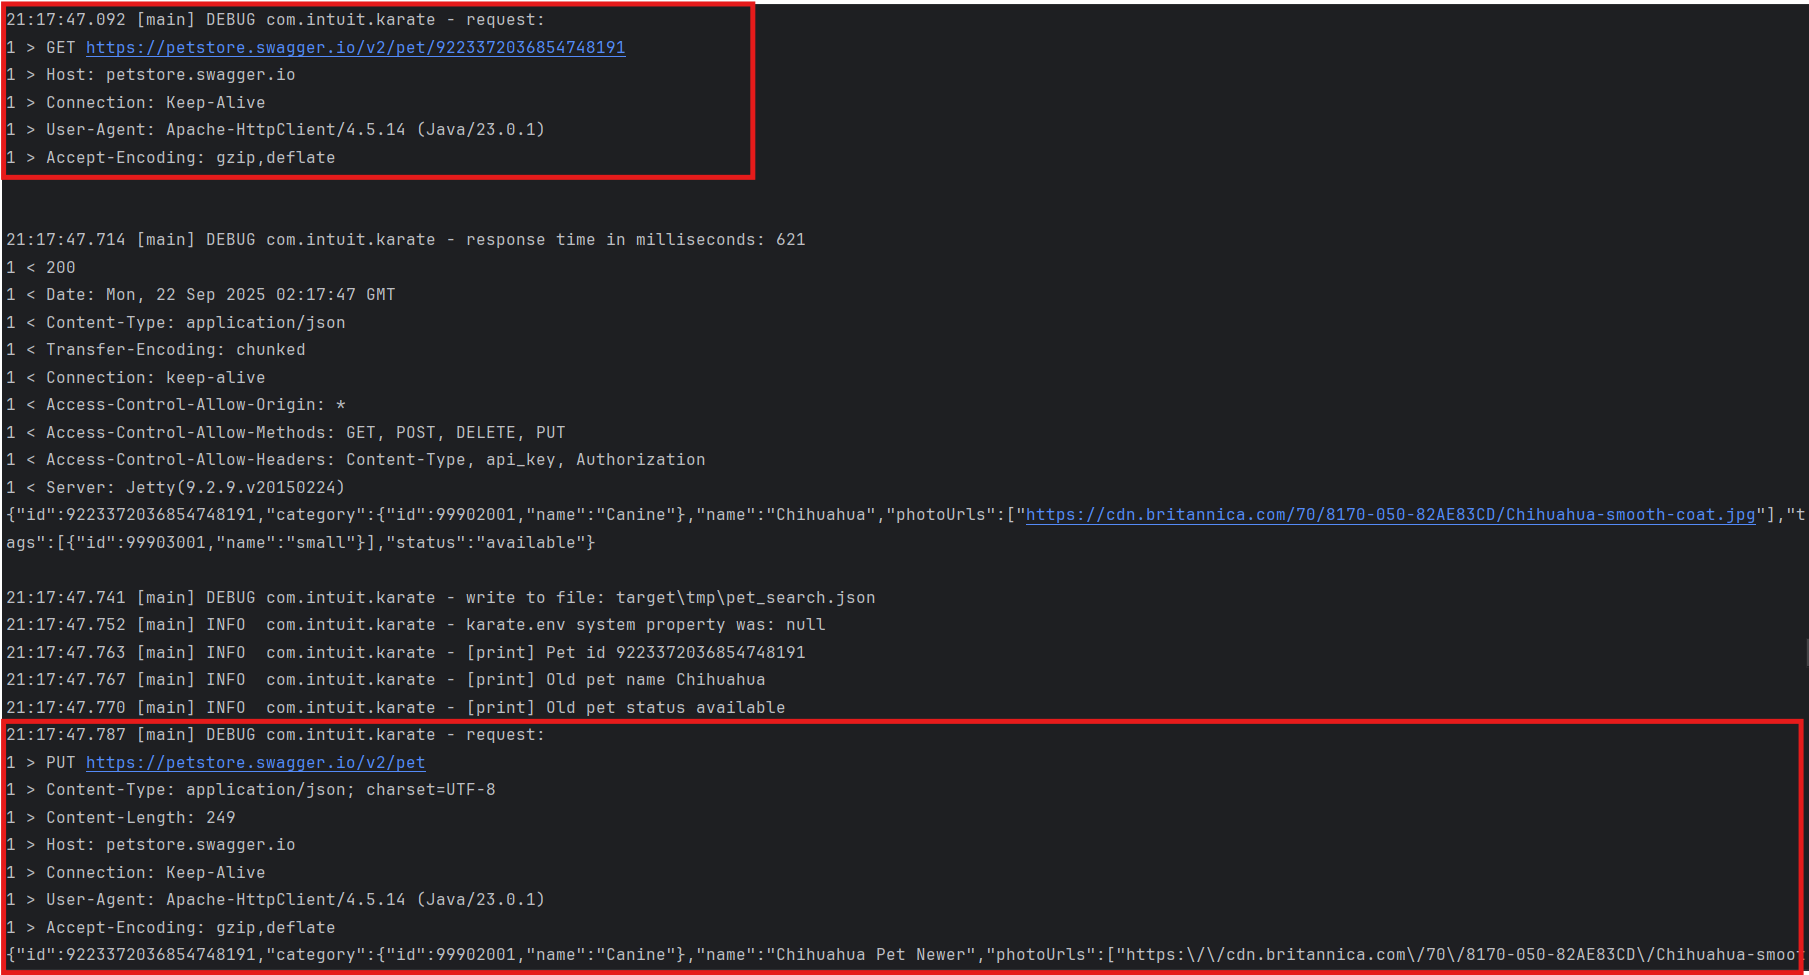 21:17:47.092 [main] DEBUG com.intuit.karate - request:
1 > GET https://petstore.swagger.io/v2/pet/9223372036854748191
1 > Host: petstore.swagger.io
1 > Connection: Keep-Alive
1 > User-Agent: Apache-HttpClient/4.5.14 (Java/23.0.1)
1 > Accept-Encoding: gzip,deflate
21:17:47.714 [main] DEBUG com.intuit.karate - response time in milliseconds: 621
1 < 200
1 < Date: Mon, 22 Sep 2025 02:17:47 GMT
1 < Content-Type: application/json
1 < Transfer-Encoding: chunked
1 < Connection: keep-alive
1 < Access-Control-Allow-Origin: *
1 < Access-Control-Allow-Methods: GET, POST, DELETE, PUT
1 < Access-Control-Allow-Headers: Content-Type, api_key, Authorization
1 < Server: Jetty(9.2.9.v20150224)
{"id":9223372036854748191,"category":{"id":99902001,"name":"Canine"},"name":"Chihuahua","photoUrls":["https://cdn.britannica.com/70/8170-050-82AE83CD/Chihuahua-smooth-coat.jpg"],"t
ags":[{"id":99903001,"name":"small"}],"status":"available"}
21:17:47.741 [main] DEBUG com.intuit.karate - write to file: target\tmp\pet_search.json
21:17:47.752 [main] INFO  com.intuit.karate - karate.env system property was: null
21:17:47.763 [main] INFO  com.intuit.karate - [print] Pet id 9223372036854748191
21:17:47.767 [main] INFO  com.intuit.karate - [print] Old pet name Chihuahua
21:17:47.770 [main] INFO  com.intuit.karate - [print] Old pet status available
21:17:47.787 [main] DEBUG com.intuit.karate - request:
1 > PUT https://petstore.swagger.io/v2/pet
1 > Content-Type: application/json; charset=UTF-8
1 > Content-Length: 249
1 > Host: petstore.swagger.io
1 > Connection: Keep-Alive
1 > User-Agent: Apache-HttpClient/4.5.14 (Java/23.0.1)
1 > Accept-Encoding: gzip,deflate
{"id":9223372036854748191,"category":{"id":99902001,"name":"Canine"},"name":"Chihuahua Pet Newer","photoUrls":["https:\/\/cdn.britannica.com\/70\/8170-050-82AE83CD\/Chihuahua-smoot